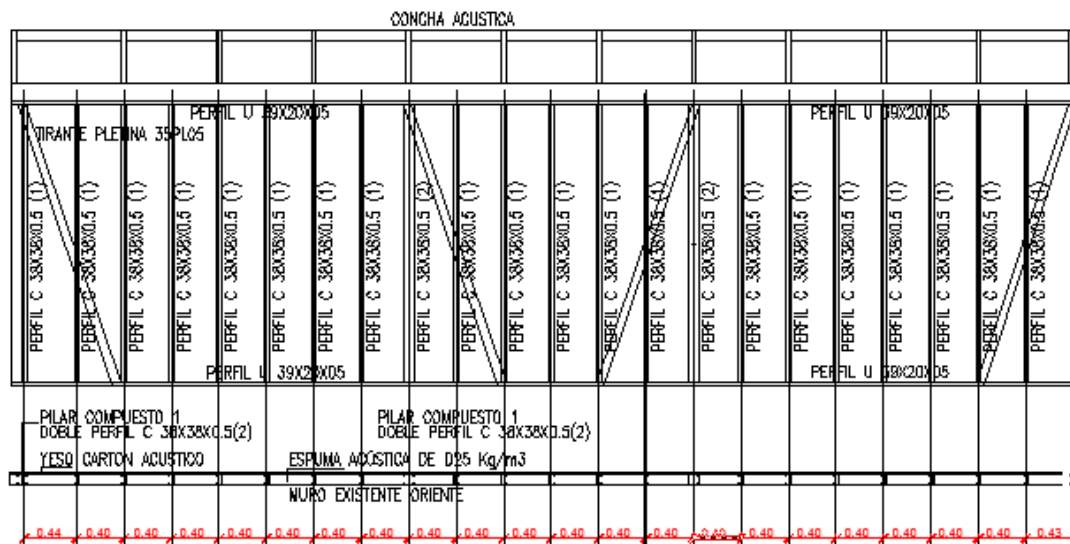 CONCHA ACUSTICA
PERFIL U 39X20X05
PERFIL U 39X20X05
TIRANTE PLETINA 35PL05
PERFIL C 38X38X0.5 (1)
PERFIL C 38X38X0.5 (1)
PERFIL C 38X38X0.5 (1)
PERFIL C 38X38X0.5 (1)
PERFIL C 38X38X0.5 (1)
PERFIL C 38X38X0.5 (1)
PERFIL C 38X38X0.5 (1)
PERFIL C 38X38X0.5 (1)
PERFIL C 38X38X0.5 (2)
PERFIL C 38X38X0.5 (1)
PERFIL C 38X38X0.5 (1)
PERFIL C 38X38X0.5 (1)
PERFIL C 38X38X0.5 (1)
PERFIL C 38X38X0.5 (1)
PERFIL C 38X38X0.5 (2)
PERFIL C 38X38X0.5 (1)
PERFIL C 38X38X0.5 (1)
PERFIL C 38X38X0.5 (1)
PERFIL C 38X38X0.5 (1)
PERFIL C 38X38X0.5 (1)
PERFIL C 38X38X0.5 (1)
PERFIL C 38X38X0.5 (1)
PERFIL U 39X20X05
PERFIL U 39X20X05
PILAR COMPUESTO 1
DOBLE PERFIL C 38X38X0.5(2)
PILAR COMPUESTO 1
DOBLE PERFIL C 38X38X0.5(2)
YESO CARTON ACUSTICO
ESPUMA ACÚSTICA DE D25 Kg/m3
MURO EXISTENTE ORIENTE
0.44 0.40 0.40 0.40 0.40 0.40 0.40 0.40 0.40 0.40 0.40 0.40 0.40 0.40 0.40 0.40 0.40 0.40 0.40 0.40 0.43